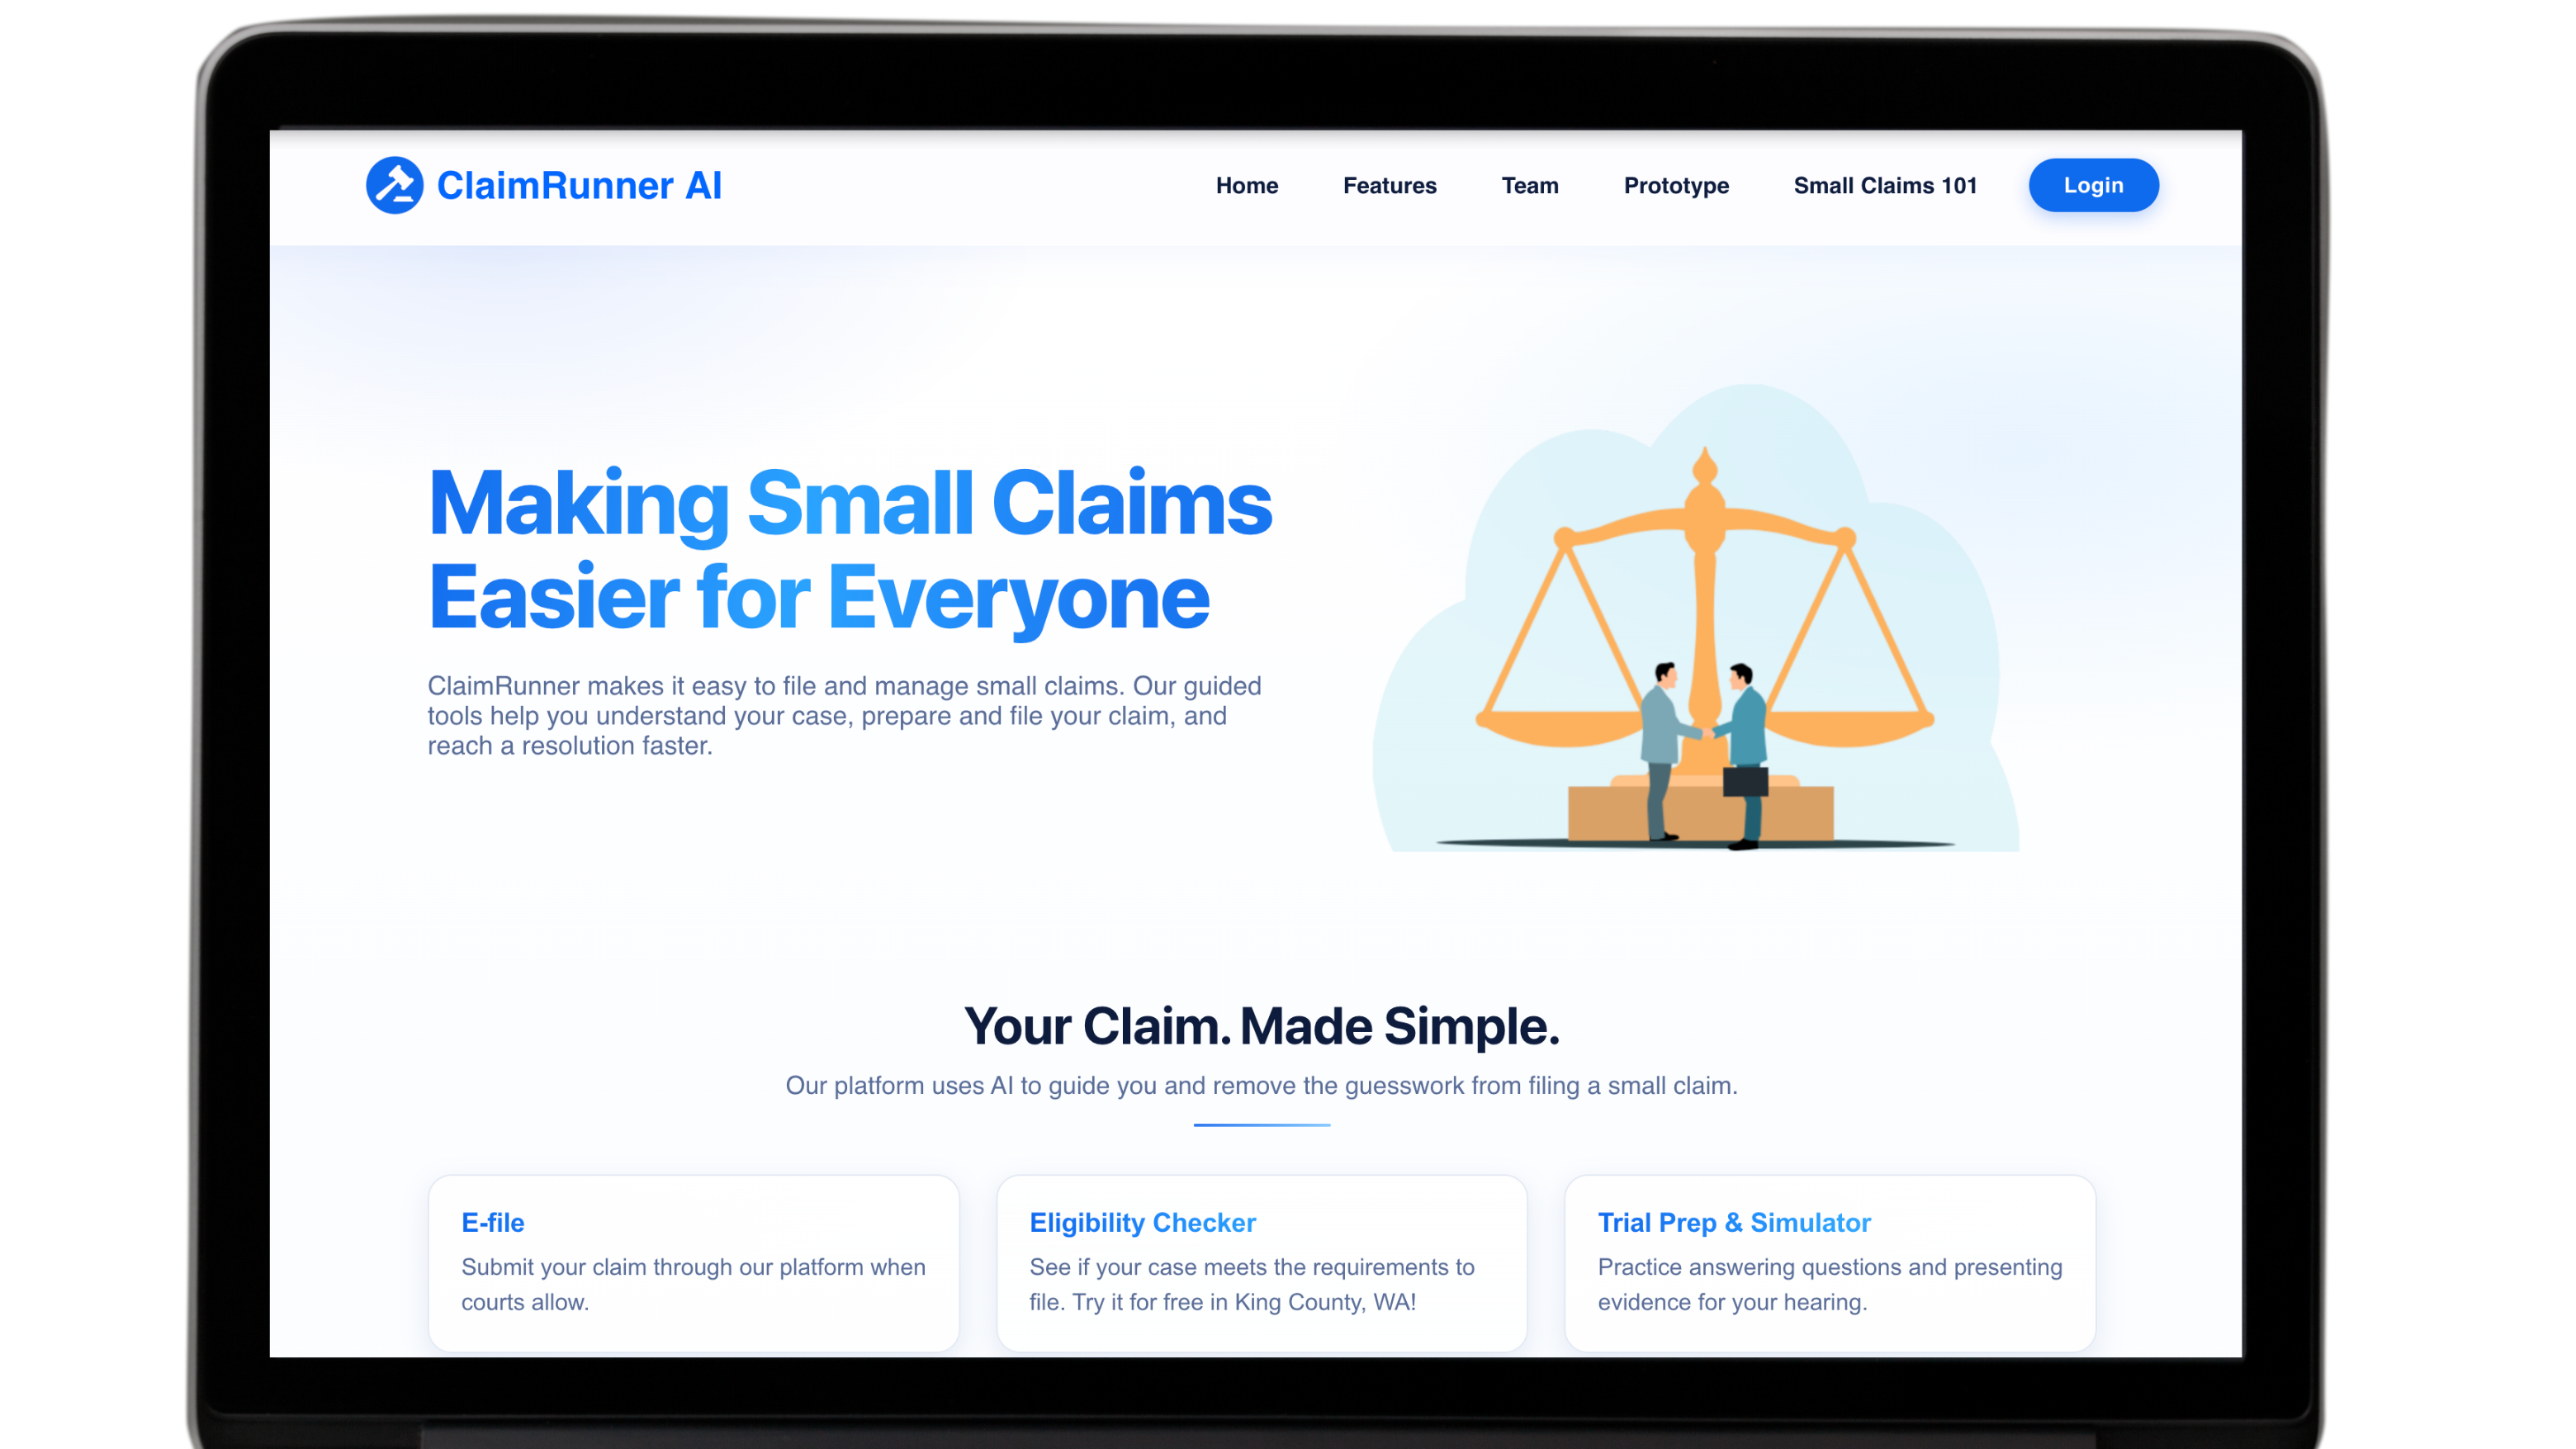 ClaimRunner AI
Home
Features
Team
Prototype
Small Claims 101
Login
Making Small Claims
Easier for Everyone
ClaimRunner makes it easy to file and manage small claims. Our guided
tools help you understand your case, prepare and file your claim, and
reach a resolution faster.
Your Claim. Made Simple.
Our platform uses AI to guide you and remove the guesswork from filing a small claim.
E-file
Submit your claim through our platform when
courts allow.
Eligibility Checker
See if your case meets the requirements to
file. Try it for free in King County, WA!
Trial Prep & Simulator
Practice answering questions and presenting
evidence for your hearing.